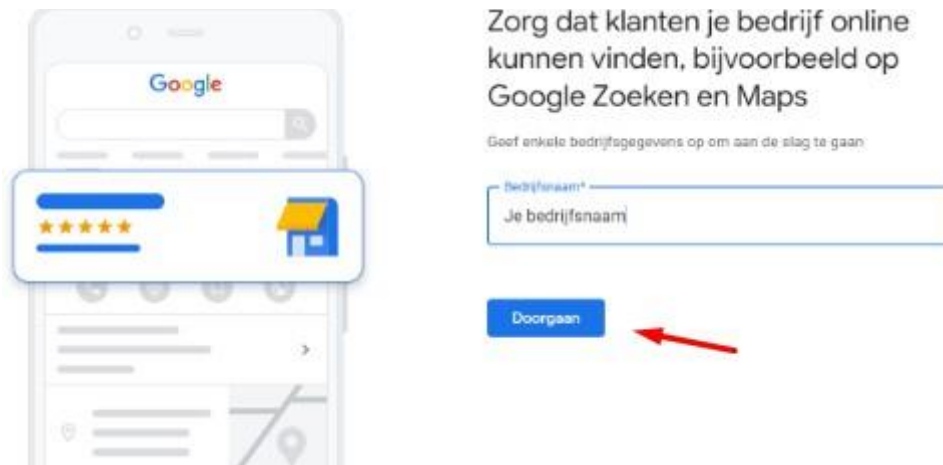 Google
Zorg dat klanten je bedrijf online
kunnen vinden, bijvoorbeeld op
Google Zoeken en Maps
Geef enkele bedrijfsgegevens op om aan de slag te gaan
Bedrijfsnaam*
Je bedrijfsnaam
Doorgaan